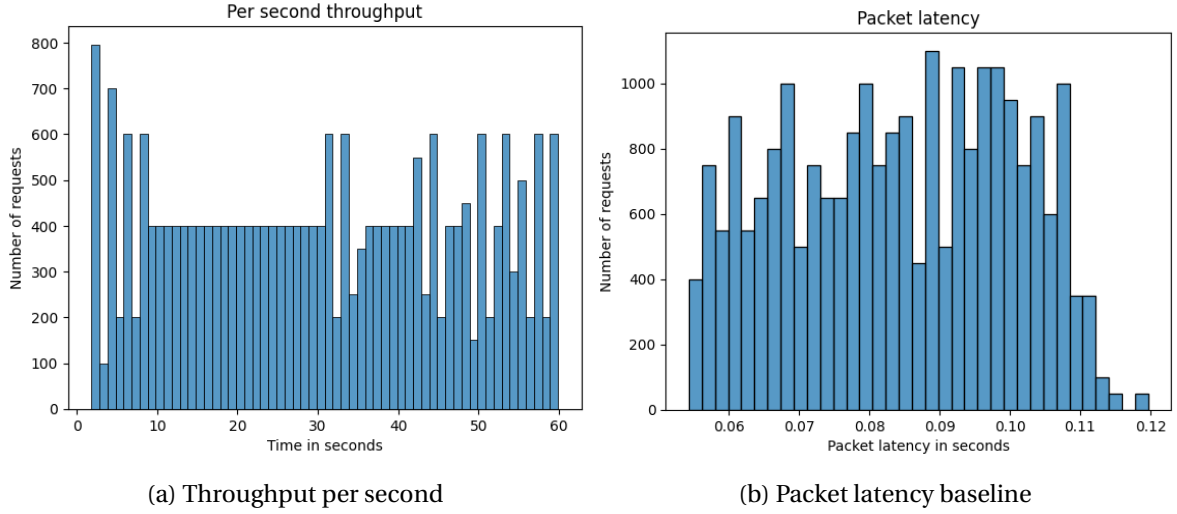 Per second throughput
800
700
600
500
400
300
200
100
0
Number of requests
0 10 20 30 40 50 60
Time in seconds
(a) Throughput per second
Packet latency
1000
800
600
400
200
0
Number of requests
0.06 0.07 0.08 0.09 0.10 0.11 0.12
Packet latency in seconds
(b) Packet latency baseline